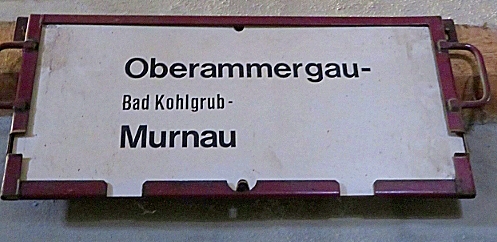 Oberammergau-
Bad Kohlgrub-
Murnau